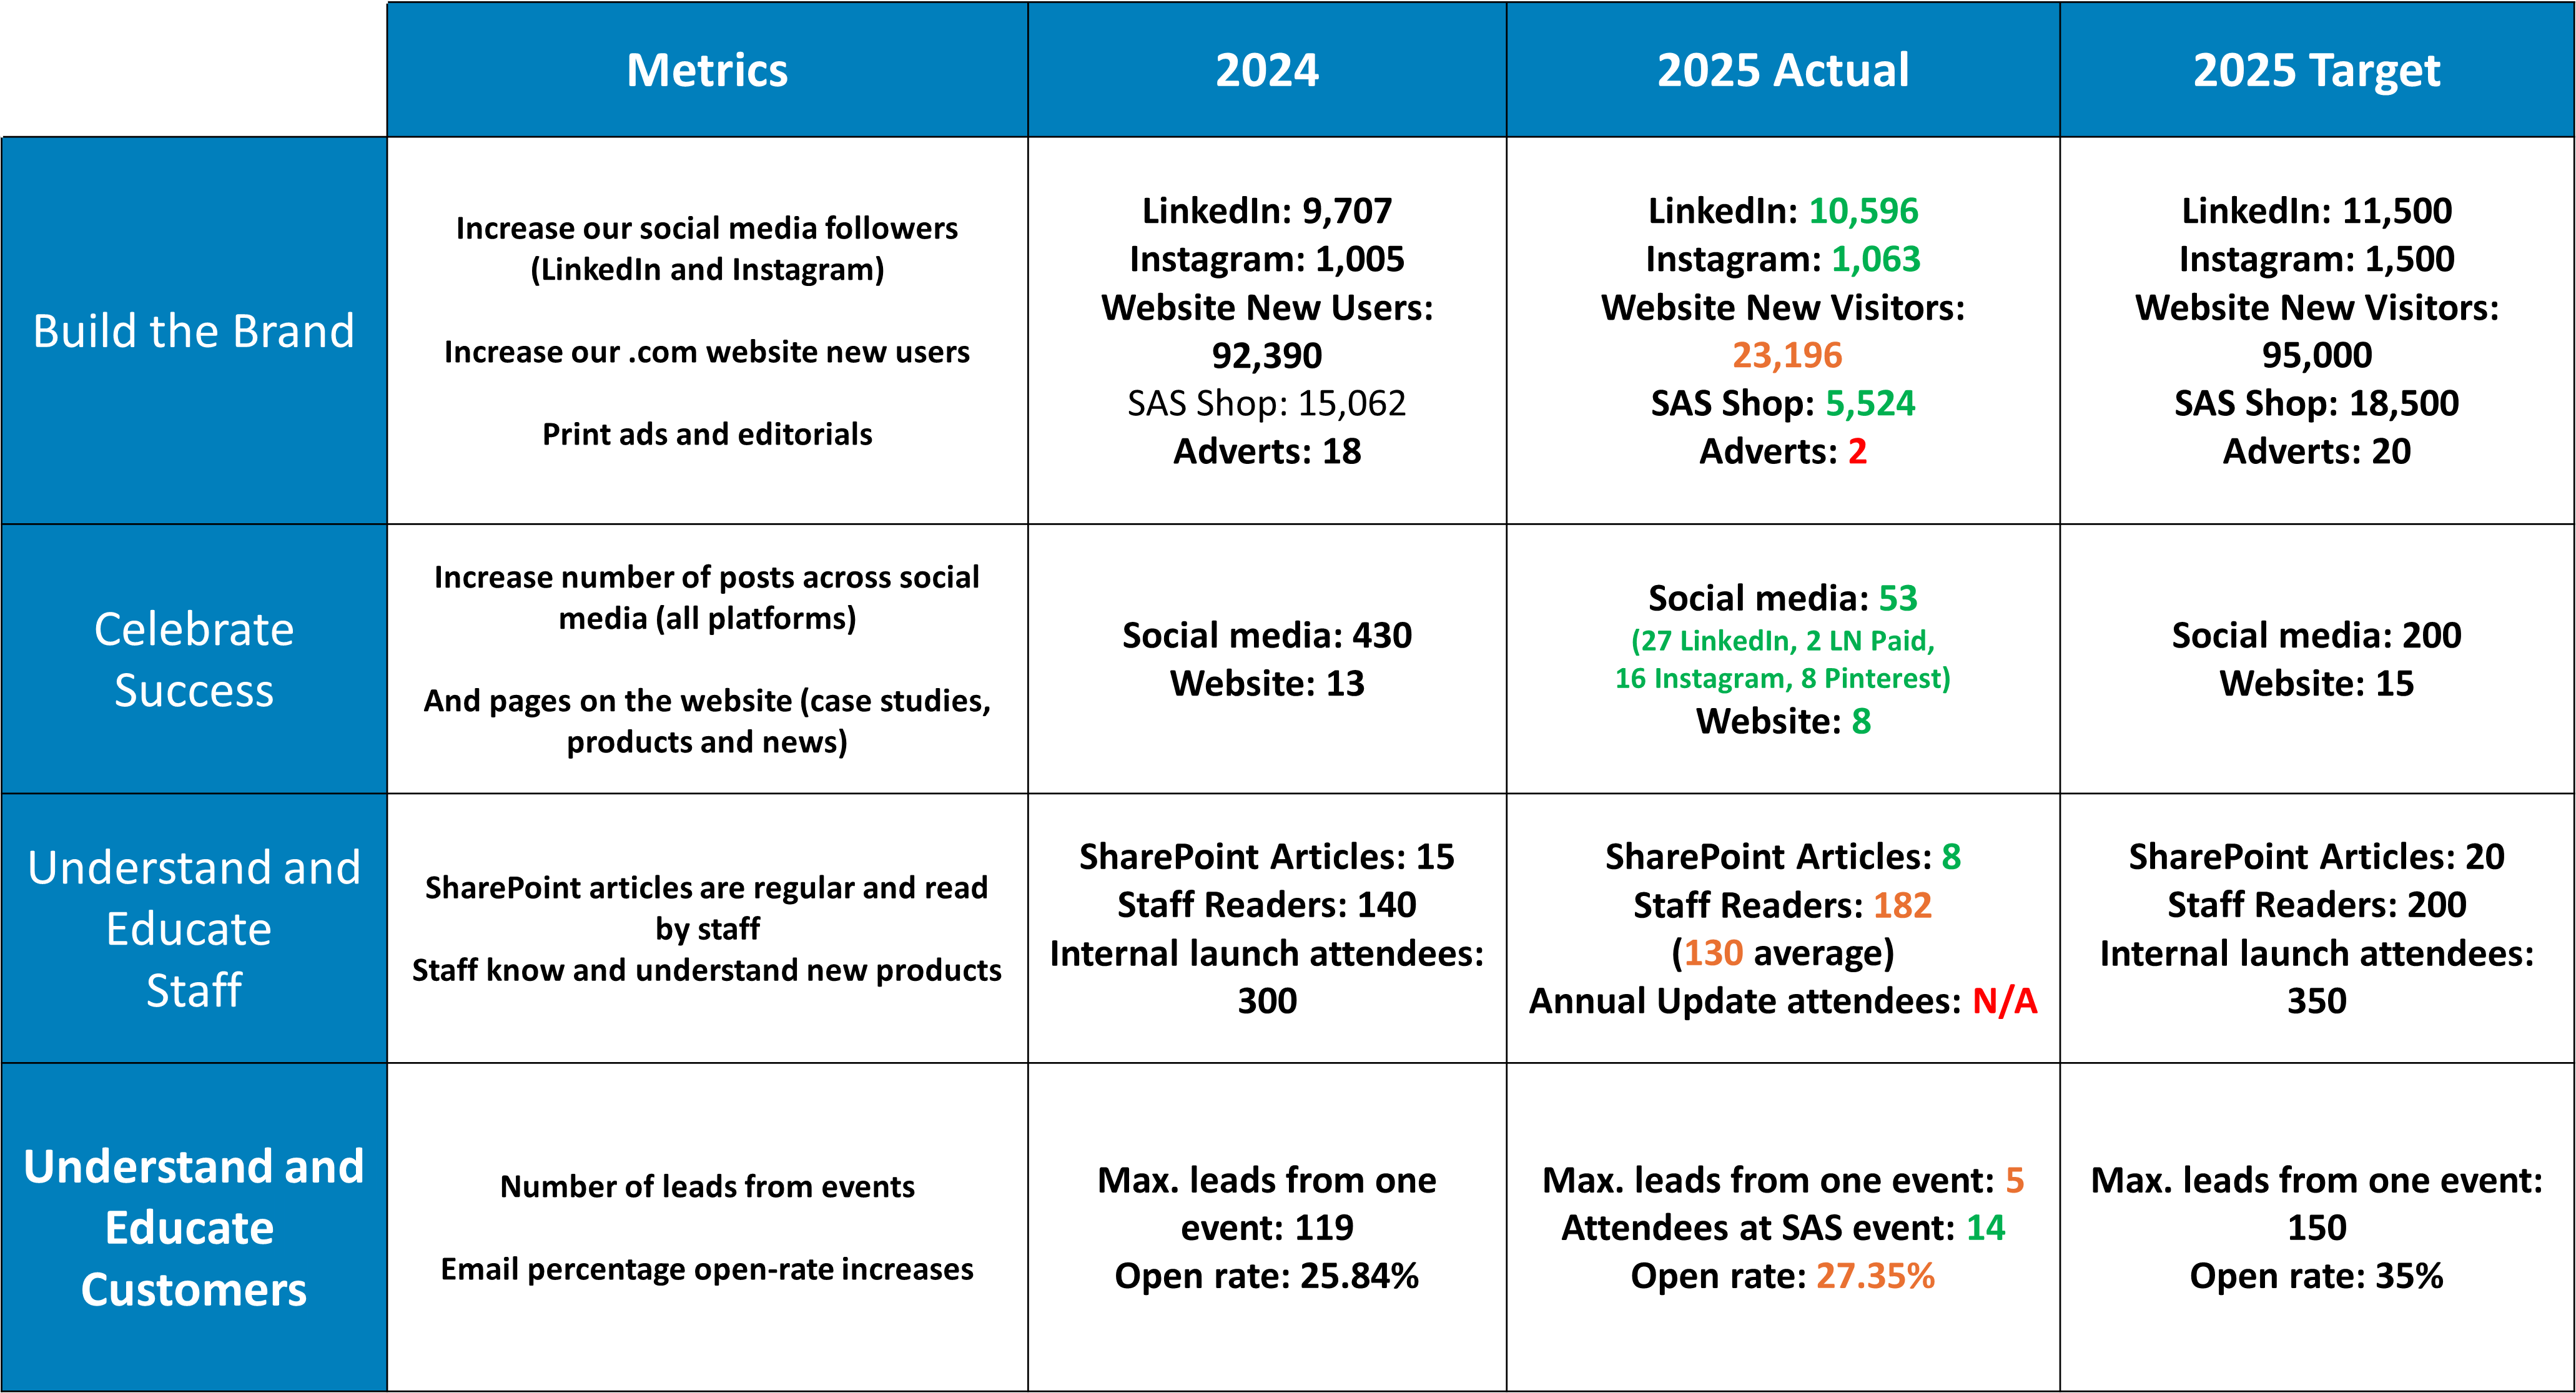 Metrics
2024
2025 Actual
2025 Target
Build the Brand
Increase our social media followers
(LinkedIn and Instagram)
Increase our .com website new users
Print ads and editorials
LinkedIn: 9,707
Instagram: 1,005
Website New Users:
92,390
SAS Shop: 15,062
Adverts: 18
LinkedIn: 10,596
Instagram: 1,063
Website New Visitors:
23,196
SAS Shop: 5,524
Adverts: 2
LinkedIn: 11,500
Instagram: 1,500
Website New Visitors:
95,000
SAS Shop: 18,500
Adverts: 20
Celebrate
Success
Increase number of posts across social
media (all platforms)
And pages on the website (case studies,
products and news)
Social media: 430
Website: 13
Social media: 53
(27 LinkedIn, 2 LN Paid,
16 Instagram, 8 Pinterest)
Website: 8
Social media: 200
Website: 15
Understand and
Educate
Staff
SharePoint articles are regular and read
by staff
Staff know and understand new products
SharePoint Articles: 15
Staff Readers: 140
Internal launch attendees:
300
SharePoint Articles: 8
Staff Readers: 182
(130 average)
Annual Update attendees: N/A
SharePoint Articles: 20
Staff Readers: 200
Internal launch attendees:
350
Understand and
Educate
Customers
Number of leads from events
Email percentage open-rate increases
Max. leads from one
event: 119
Open rate: 25.84%
Max. leads from one event: 5
Attendees at SAS event: 14
Open rate: 27.35%
Max. leads from one event:
150
Open rate: 35%